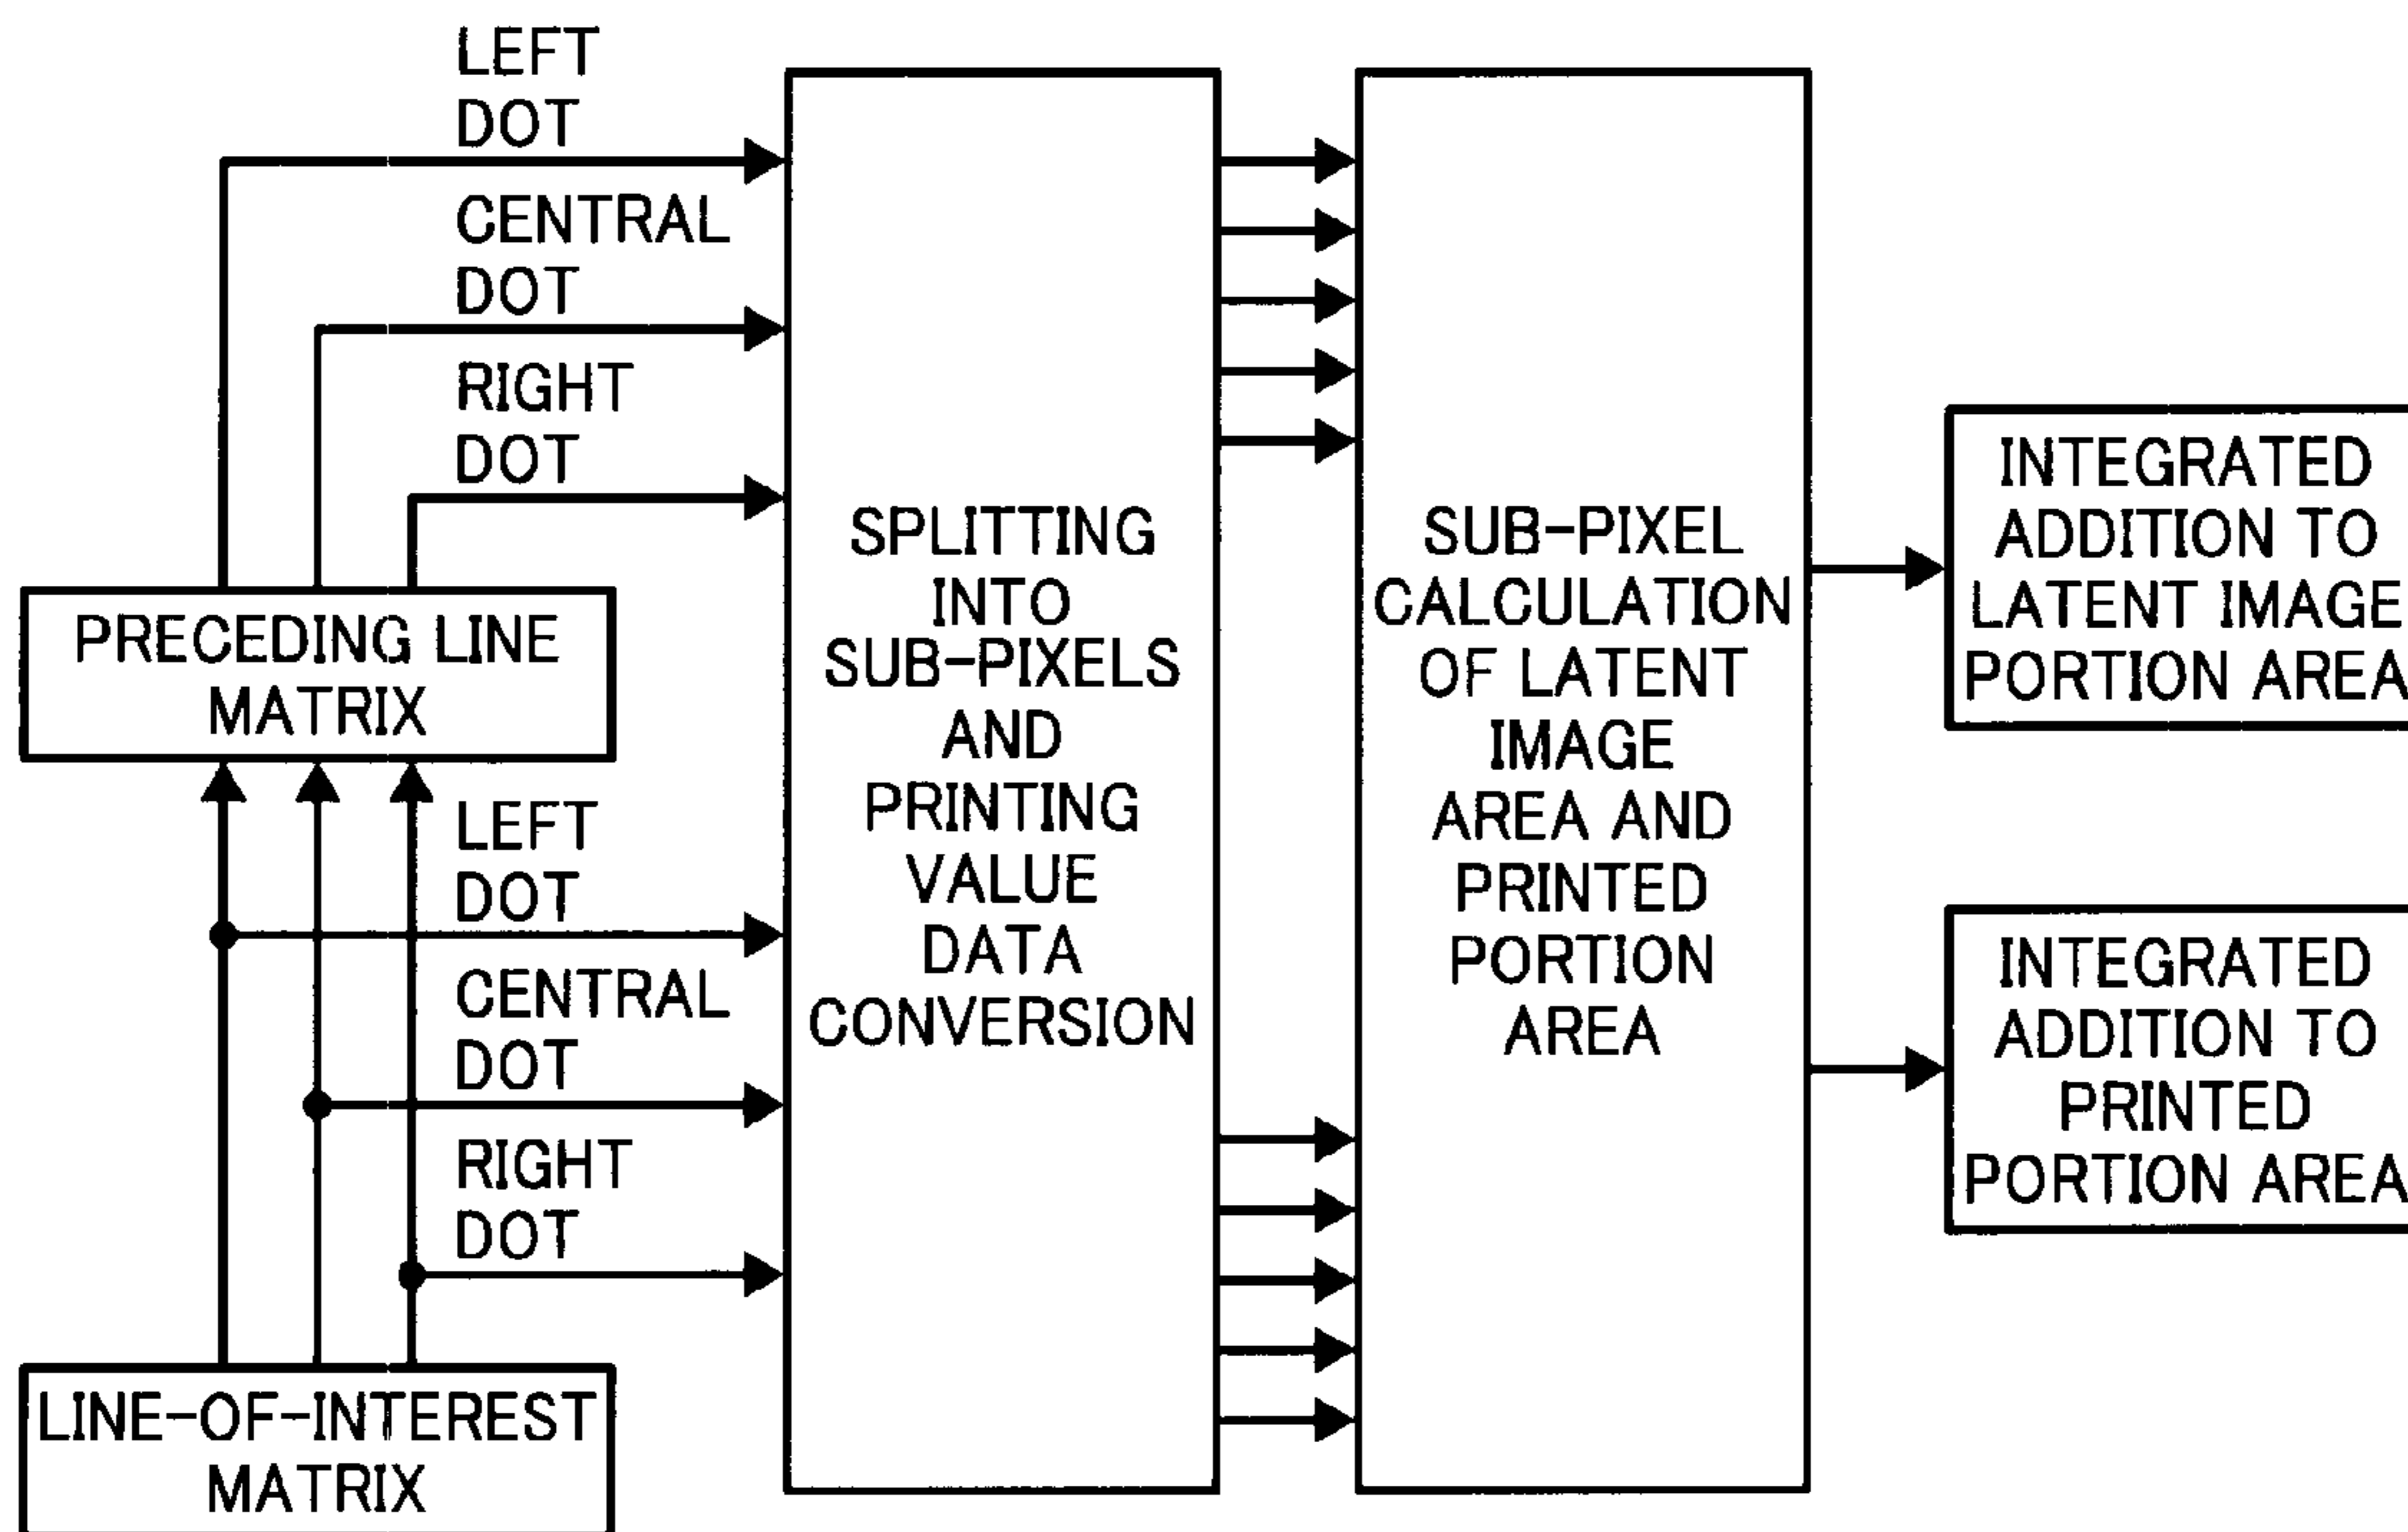 LEFT
DOT
CENTRAL
DOT
RIGHT
DOT
PRECEDING LINE
MATRIX
LEFT
DOT
CENTRAL
DOT
RIGHT
DOT
LINE-OF-INTEREST
MATRIX
SPLITTING
INTO
SUB-PIXELS
AND
PRINTING
VALUE
DATA
CONVERSION
SUB-PIXEL
CALCULATION
OF LATENT
IMAGE
AREA AND
PRINTED
PORTION
AREA
INTEGRATED
ADDITION TO
LATENT IMAGE
PORTION AREA
INTEGRATED
ADDITION TO
PRINTED
PORTION AREA